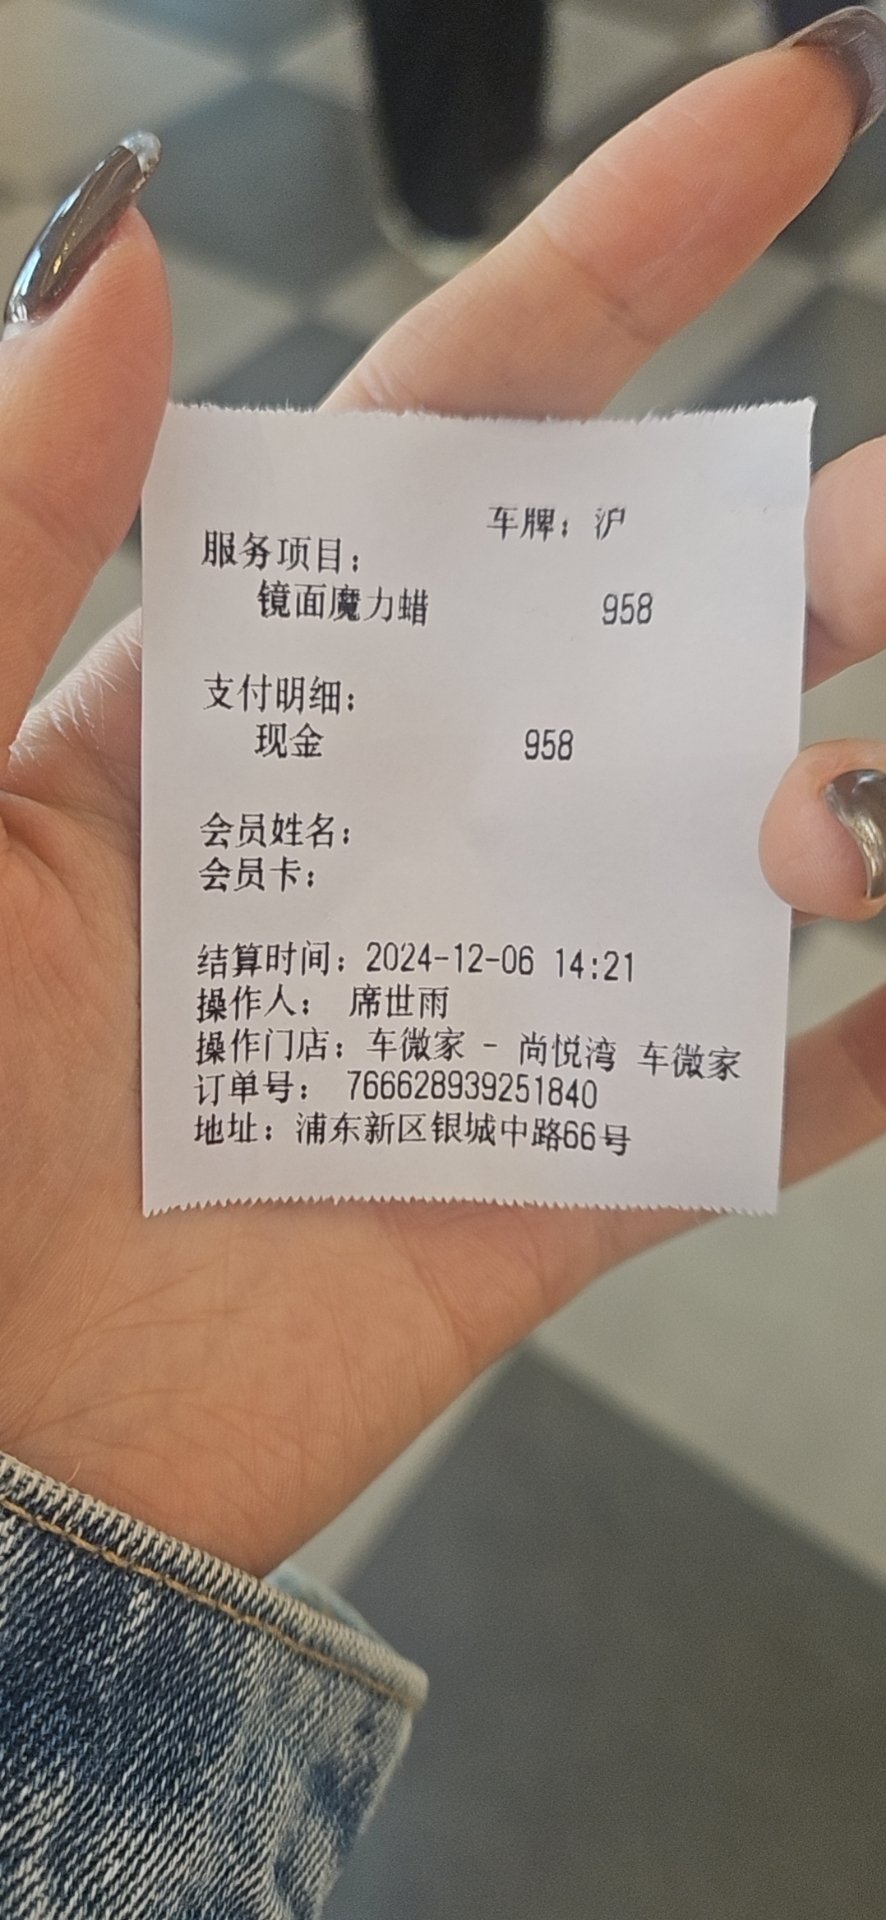 车牌：沪
服务项目：
镜面魔力蜡 958
支付明细：
现金 958
会员姓名：
会员卡：
结算时间：2024-12-06 14:21
操作人： 席世雨
操作门店：车微家 - 尚悦湾 车微家
订单号： 766628939251840
地址：浦东新区银城中路66号